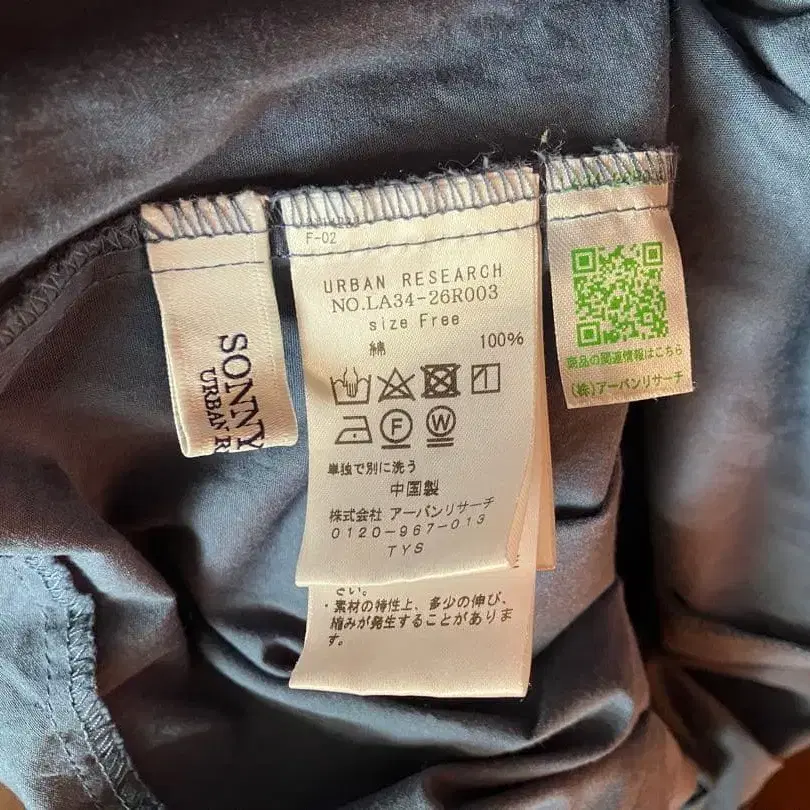 SONNY
URBAN R
F-02
URBAN RESEARCH
NO.LA34-26R003
size Free
綿 100%
F W
単独で別に洗う
中国製
株式会社 アーバンリサーチ
0120-967-013
TYS
さい。
・素材の特性上、多少の伸び、
縮みが発生することがありま
す。
商品の関連情報はこちら
(株)アーバンリサーチ